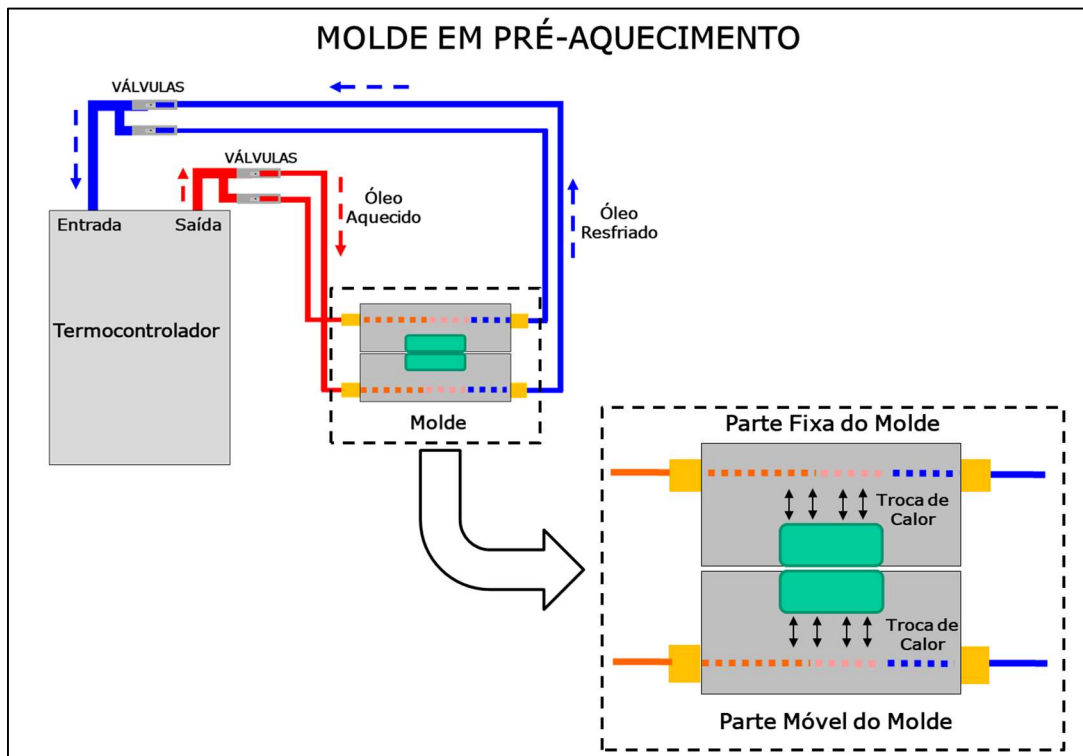 MOLDE EM PRÉ-AQUECIMENTO
VÁLVULAS
VÁLVULAS
Entrada
Saída
Óleo
Aquecido
Óleo
Resfriado
Termocontrolador
Molde
Parte Fixa do Molde
Troca de
Calor
Troca de
Calor
Parte Móvel do Molde